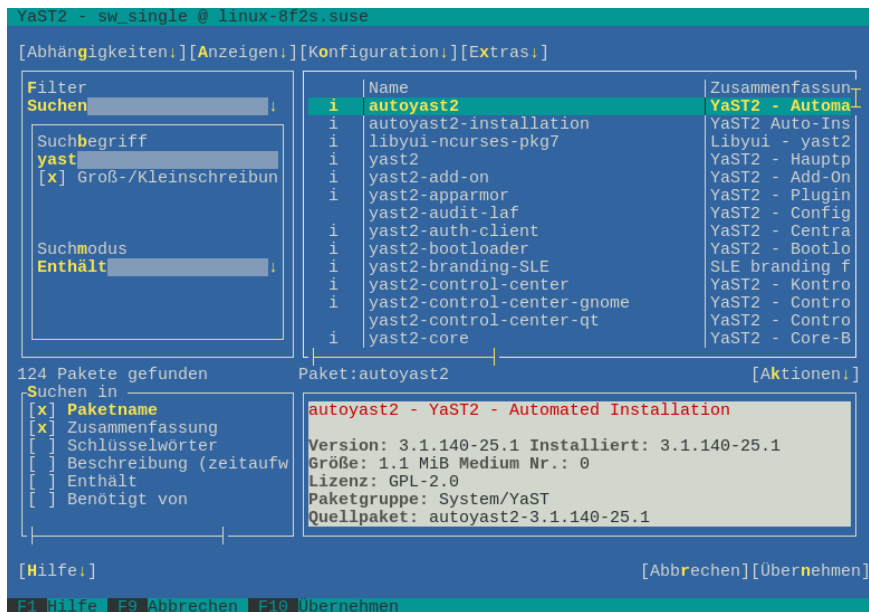 YaST2 - sw_single @ linux-8f2s.suse
[Abhängigkeiten↓][Anzeigen↓][Konfiguration↓][Extras↓]
Filter
Suchen ↓
Suchbegriff
yast
[x] Groß-/Kleinschreibun
Suchmodus
Enthält ↓
Name Zusammenfassun
i autoyast2 YaST2 - Automa
i autoyast2-installation YaST2 Auto-Ins
i libyui-ncurses-pkg7 Libyui - yast2
i yast2 YaST2 - Hauptp
i yast2-add-on YaST2 - Add-On
i yast2-apparmor YaST2 - Plugin
yast2-audit-laf YaST2 - Config
i yast2-auth-client YaST2 - Centra
i yast2-bootloader YaST2 - Bootlo
i yast2-branding-SLE SLE branding f
i yast2-control-center YaST2 - Kontro
i yast2-control-center-gnome YaST2 - Contro
yast2-control-center-qt YaST2 - Contro
i yast2-core YaST2 - Core-B
124 Pakete gefunden
Paket:autoyast2 [Aktionen↓]
Suchen in
[x] Paketname
[x] Zusammenfassung
[ ] Schlüsselwörter
[ ] Beschreibung (zeitaufw
[ ] Enthält
[ ] Benötigt von
autoyast2 - YaST2 - Automated Installation
Version: 3.1.140-25.1 Installiert: 3.1.140-25.1
Größe: 1.1 MiB Medium Nr.: 0
Lizenz: GPL-2.0
Paketgruppe: System/YaST
Quellpaket: autoyast2-3.1.140-25.1
[Hilfe↓] [Abbrechen][Übernehmen]
F1 Hilfe F9 Abbrechen F10 Übernehmen